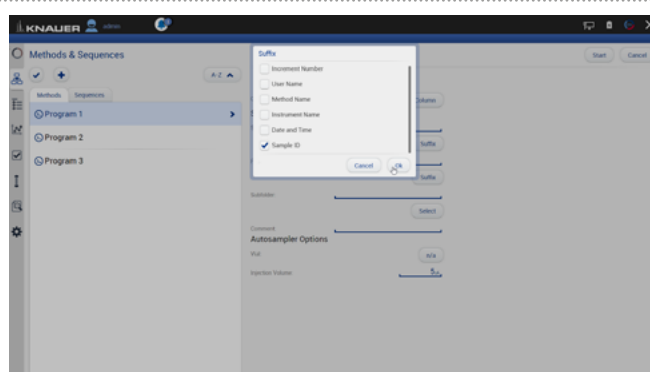 KNAUER admin
Methods & Sequences
A-Z
Methods Sequences
Program 1
Program 2
Program 3
Suffix
Increment Number
User Name
Method Name
Instrument Name
Date and Time
Sample ID
Cancel Ok
Start Cancel
Column
Suffix
Suffix
Subfolder
Select
Comment
Autosampler Options
Vial n/a
Injection Volume 5